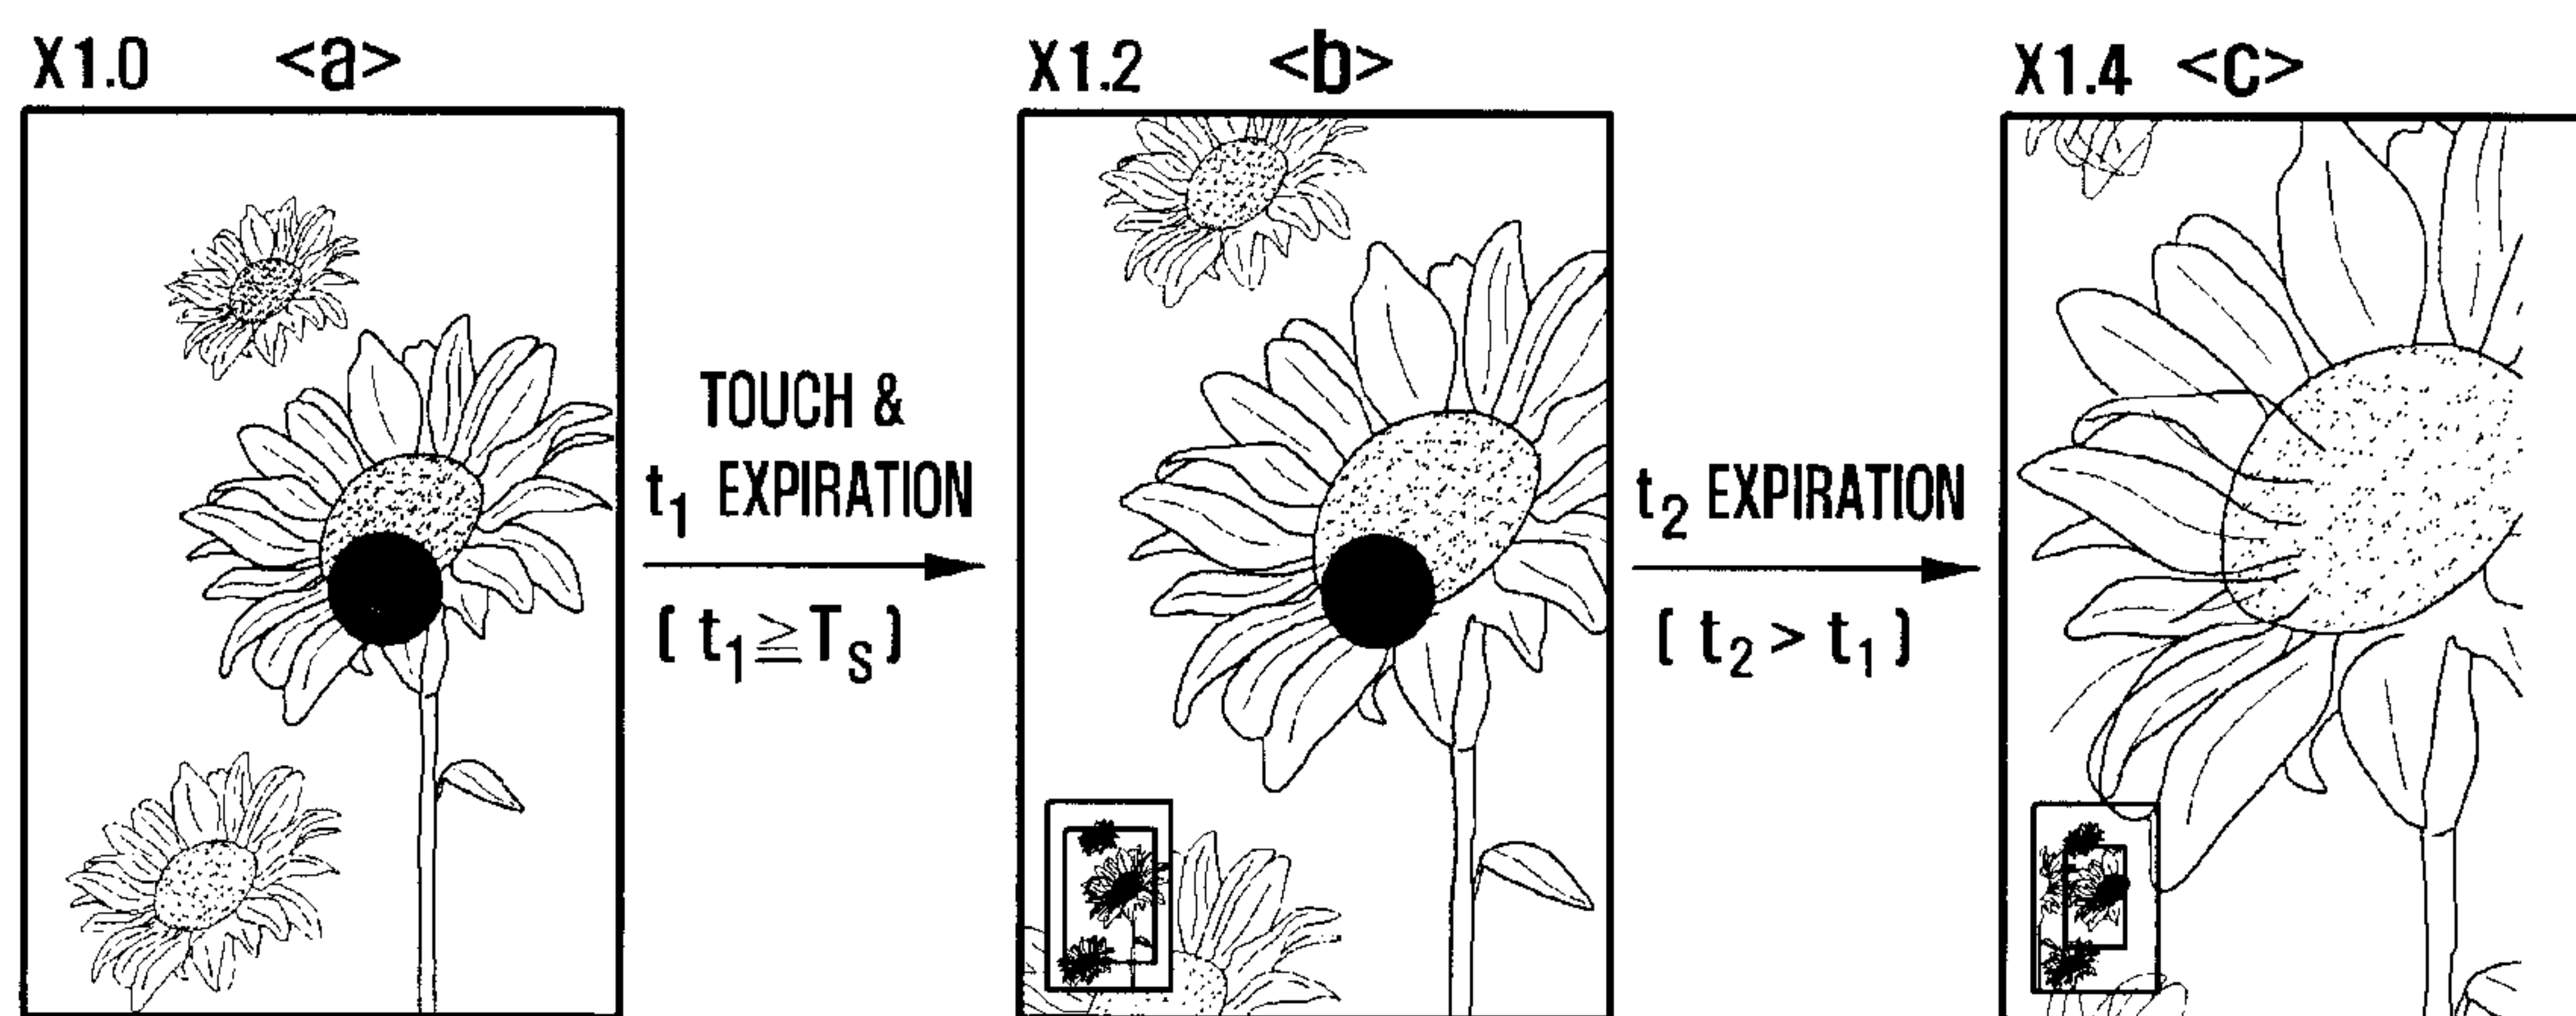 X1.0 <a>
TOUCH &
t₁ EXPIRATION
( t₁≧Tₛ )
X1.2 <b>
t₂ EXPIRATION
( t₂ > t₁ )
X1.4 <c>